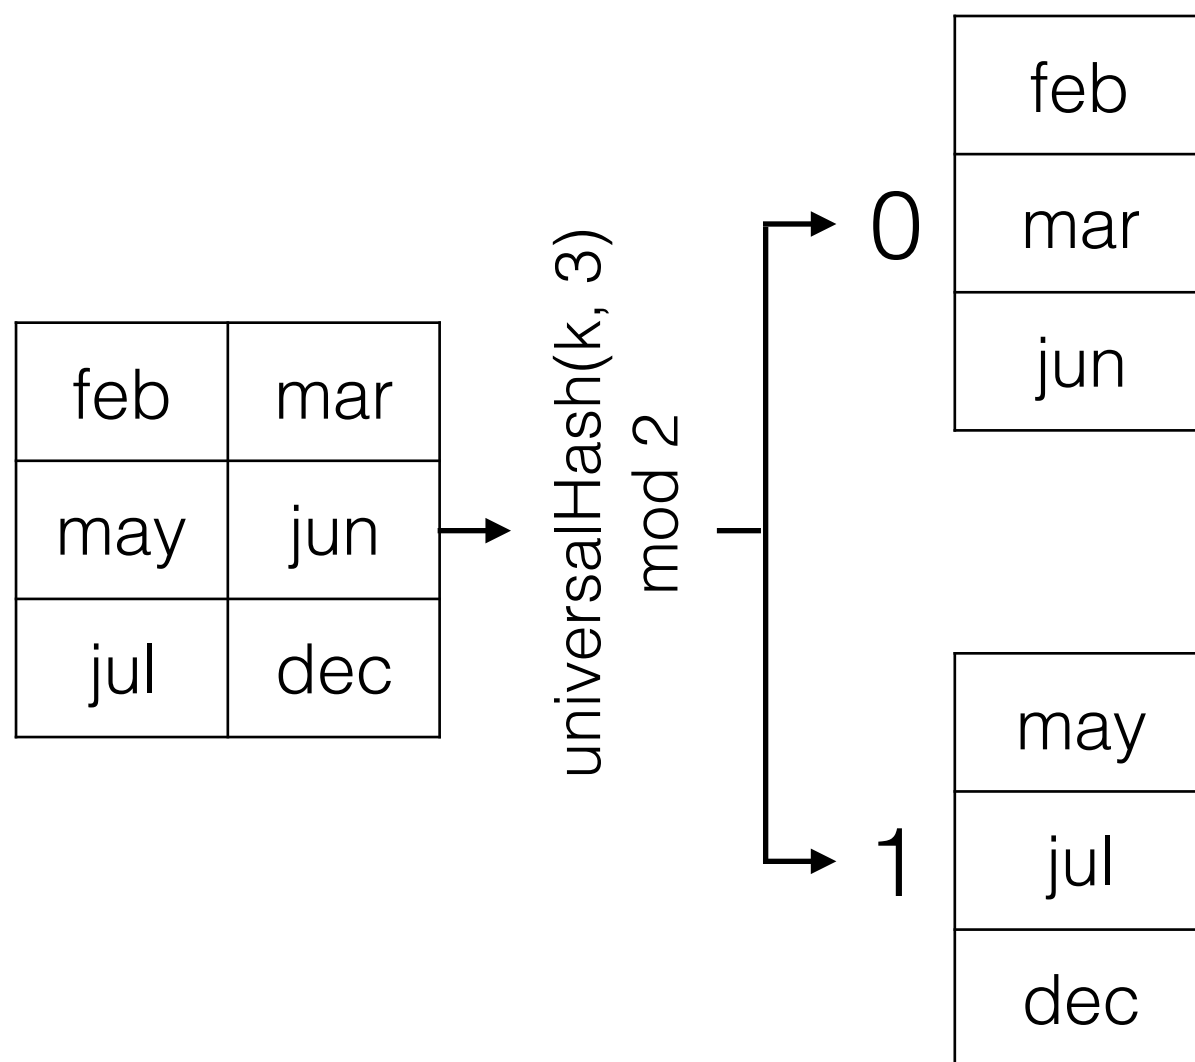 feb mar
may jun
jul dec
universalHash(k, 3)
mod 2
0
feb
mar
jun
1
may
jul
dec